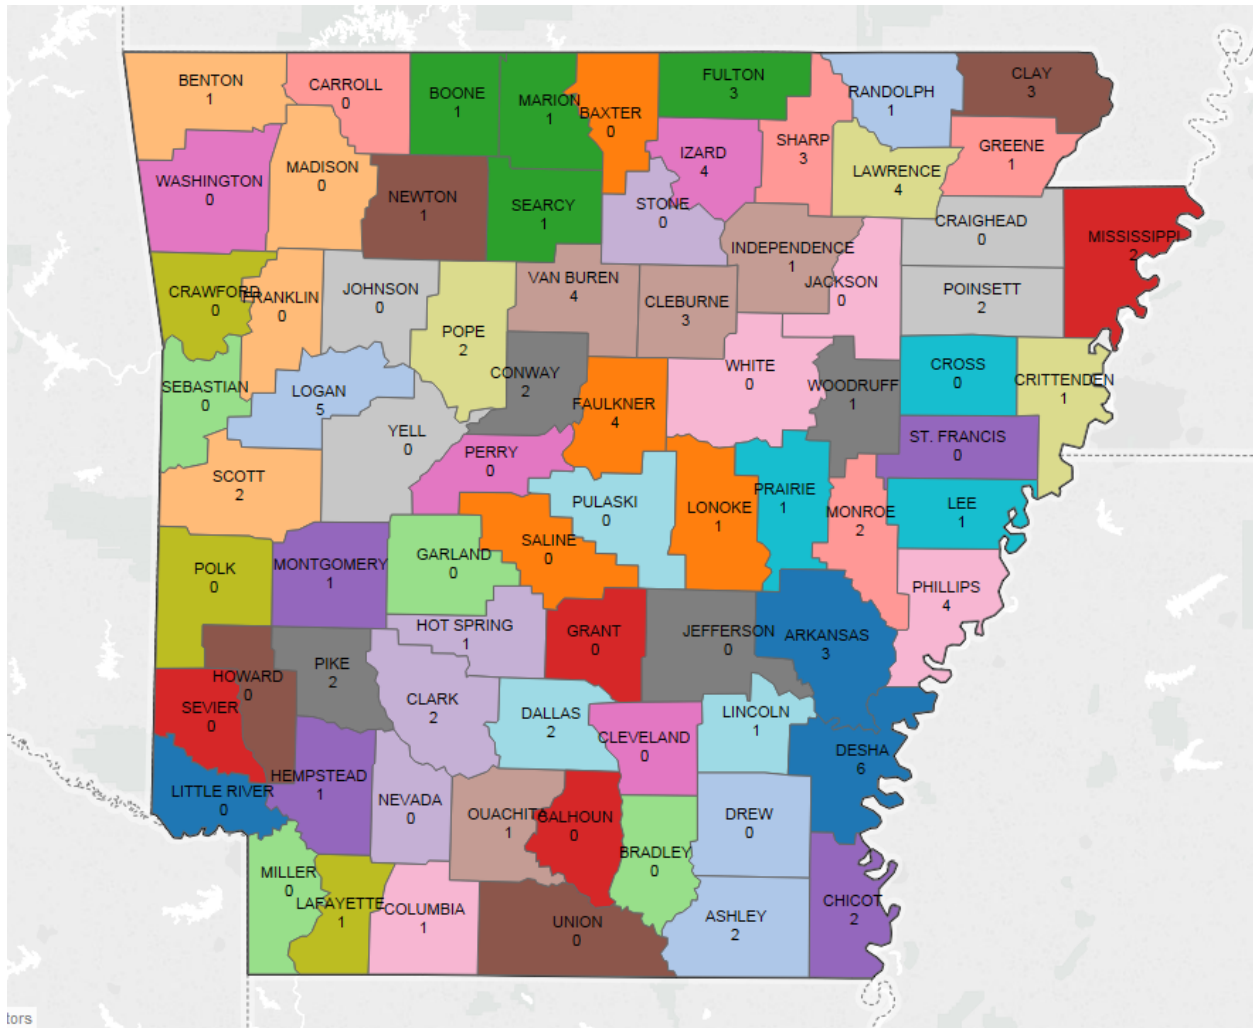 BENTON
1
CARROLL
0
BOONE
1
MARION
1
BAXTER
0
FULTON
3
SHARP
3
RANDOLPH
1
CLAY
3
GREENE
1
WASHINGTON
0
MADISON
0
NEWTON
1
SEARCY
1
STONE
0
IZARD
4
LAWRENCE
4
CRAIGHEAD
0
MISSISSIPPI
2
CRAWFORD
0
FRANKLIN
0
JOHNSON
0
POPE
2
VAN BUREN
4
CLEBURNE
3
INDEPENDENCE
1
JACKSON
0
POINSETT
2
SEBASTIAN
0
LOGAN
5
CONWAY
2
FAULKNER
4
WHITE
0
WOODRUFF
1
CROSS
0
CRITTENDEN
1
SCOTT
2
YELL
0
PERRY
0
PULASKI
0
LONOKE
1
PRAIRIE
1
MONROE
2
ST. FRANCIS
0
LEE
1
POLK
0
MONTGOMERY
1
GARLAND
0
SALINE
0
PHILLIPS
4
HOT SPRING
1
GRANT
0
JEFFERSON
0
ARKANSAS
3
HOWARD
0
PIKE
2
CLARK
2
SEVIER
0
DALLAS
2
CLEVELAND
0
LINCOLN
1
DESHA
6
LITTLE RIVER
0
HEMPSTEAD
1
NEVADA
0
OUACHITA
1
CALHOUN
0
BRADLEY
0
DREW
0
MILLER
0
LAFAYETTE
1
COLUMBIA
1
UNION
0
ASHLEY
2
CHICOT
2
tors